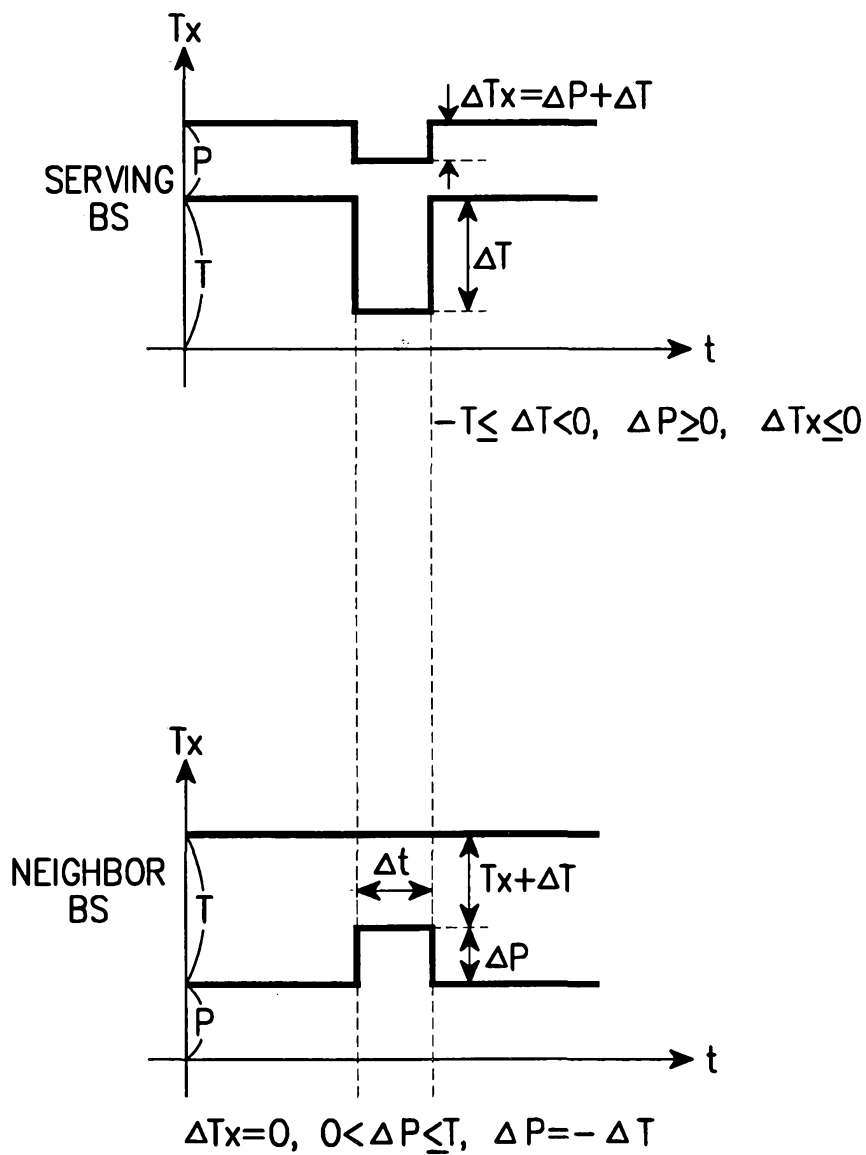 Tx
ΔTx=ΔP+ΔT
P
SERVING
BS
T
ΔT
t
-T≤ ΔT<0, ΔP≥0, ΔTx≤0
Tx
NEIGHBOR
BS
T
Δt
Tx+ΔT
ΔP
P
t
ΔTx=0, 0<ΔP≤T, ΔP=-ΔT